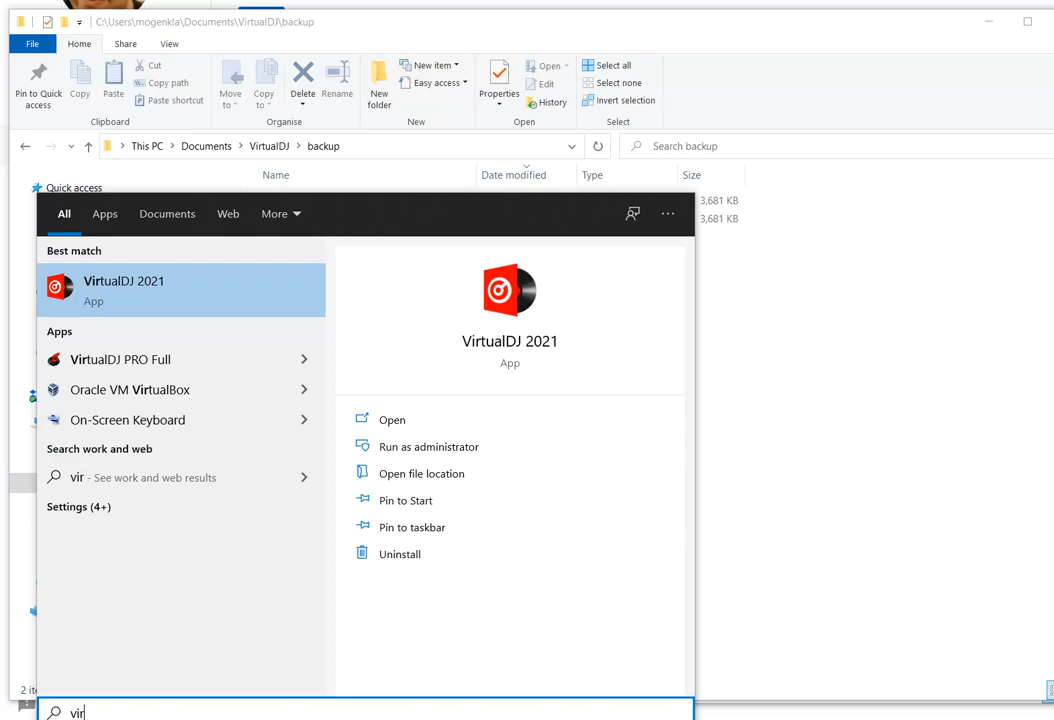 C:\Users\mogenkla\Documents\VirtualDJ\backup
File Home Share View
Pin to Quick access
Copy
Paste
Cut
Copy path
Paste shortcut
Clipboard
Move to
Copy to
Delete
Rename
Organise
New folder
New item
Easy access
New
Properties
Open
Edit
History
Open
Select all
Select none
Invert selection
Select
This PC > Documents > VirtualDJ > backup
Search backup
Name Date modified Type Size
Quick access
3,681 KB
3,681 KB
All Apps Documents Web More
Best match
VirtualDJ 2021
App
Apps
VirtualDJ PRO Full
Oracle VM VirtualBox
On-Screen Keyboard
Search work and web
vir - See work and web results
Settings (4+)
VirtualDJ 2021
App
Open
Run as administrator
Open file location
Pin to Start
Pin to taskbar
Uninstall
vir